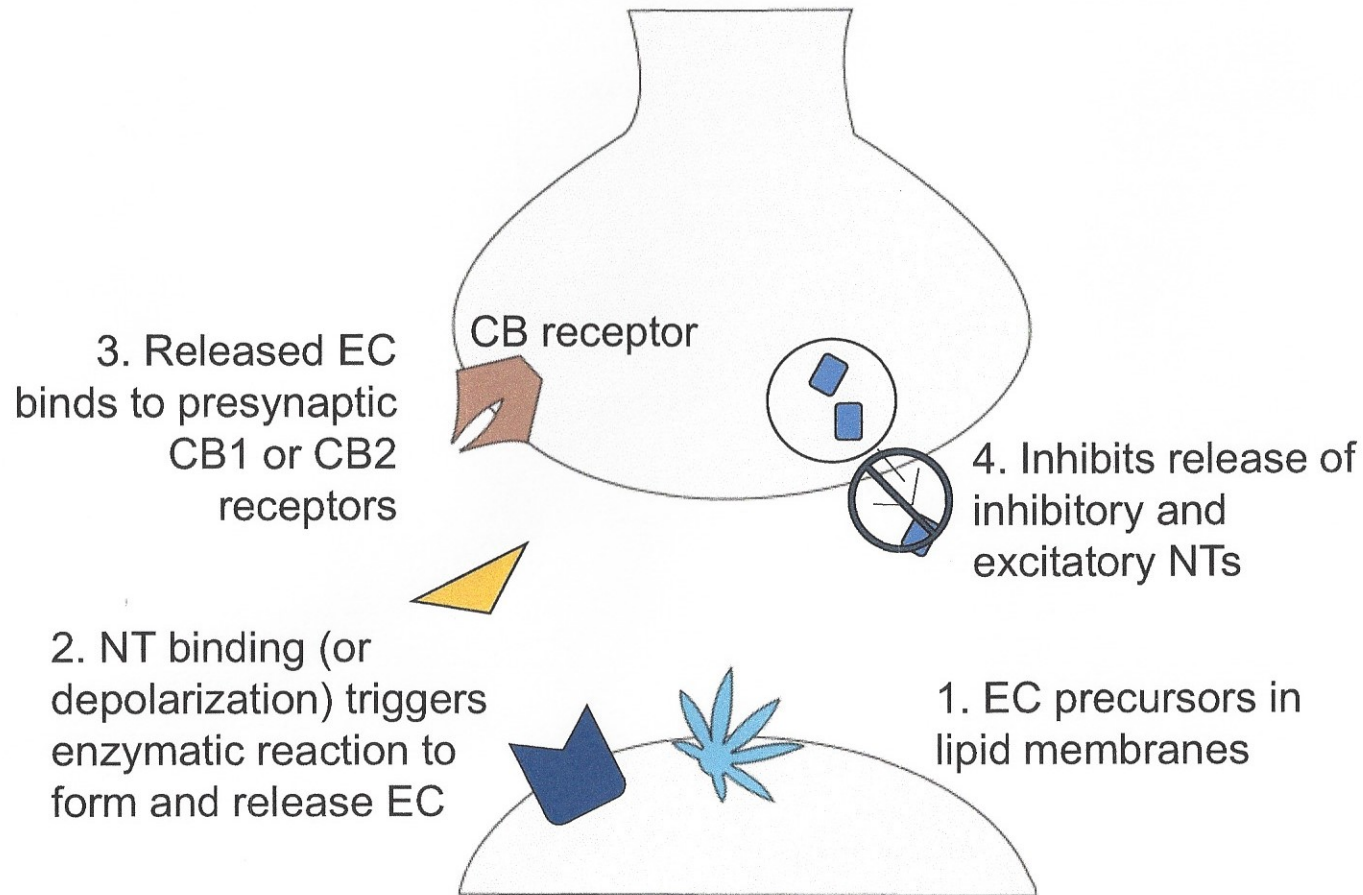 CB receptor
3. Released EC
binds to presynaptic
CB1 or CB2
receptors
4. Inhibits release of
inhibitory and
excitatory NTs
2. NT binding (or
depolarization) triggers
enzymatic reaction to
form and release EC
1. EC precursors in
lipid membranes